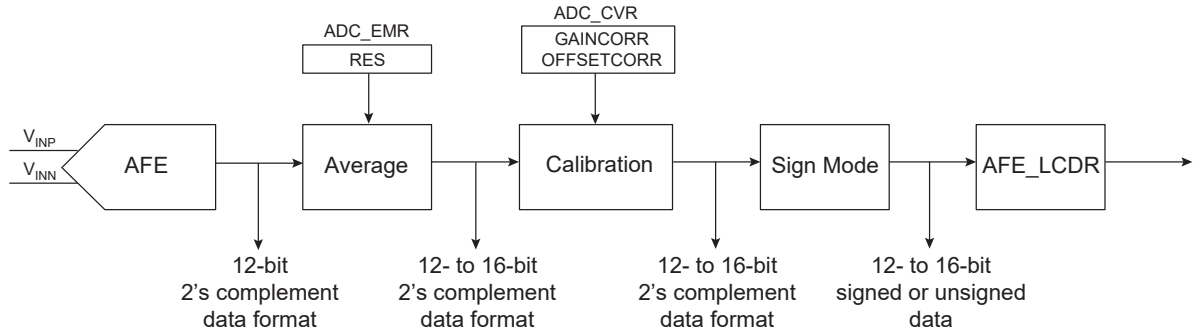 ADC_EMR
RES
ADC_CVR
GAINCORR
OFFSETCORR
VINP
VINN
AFE
Average
Calibration
Sign Mode
AFE_LCDR
12-bit
2's complement
data format
12- to 16-bit
2's complement
data format
12- to 16-bit
2's complement
data format
12- to 16-bit
signed or unsigned
data